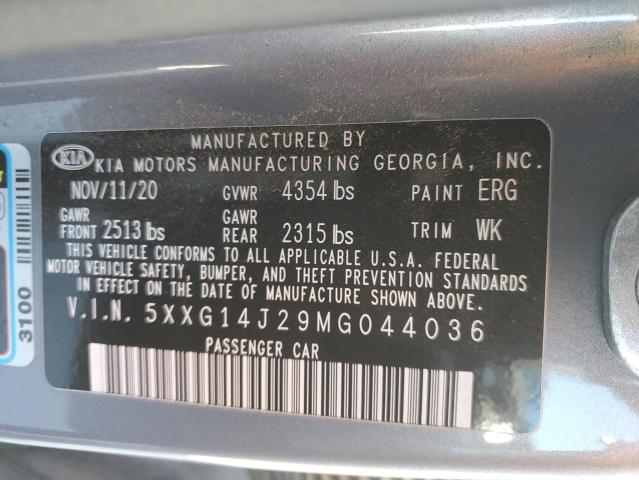 MANUFACTURED BY
KIA KIA MOTORS MANUFACTURING GEORGIA, INC.
NOV/11/20 GVWR 4354 lbs PAINT ERG
GAWR FRONT 2513 lbs GAWR REAR 2315 lbs TRIM WK
THIS VEHICLE CONFORMS TO ALL APPLICABLE U.S.A. FEDERAL
MOTOR VEHICLE SAFETY, BUMPER, AND THEFT PREVENTION STANDARDS
IN EFFECT ON THE DATE OF MANUFACTURE SHOWN ABOVE.
V.I.N. 5XXG14J29MG044036
PASSENGER CAR
3100